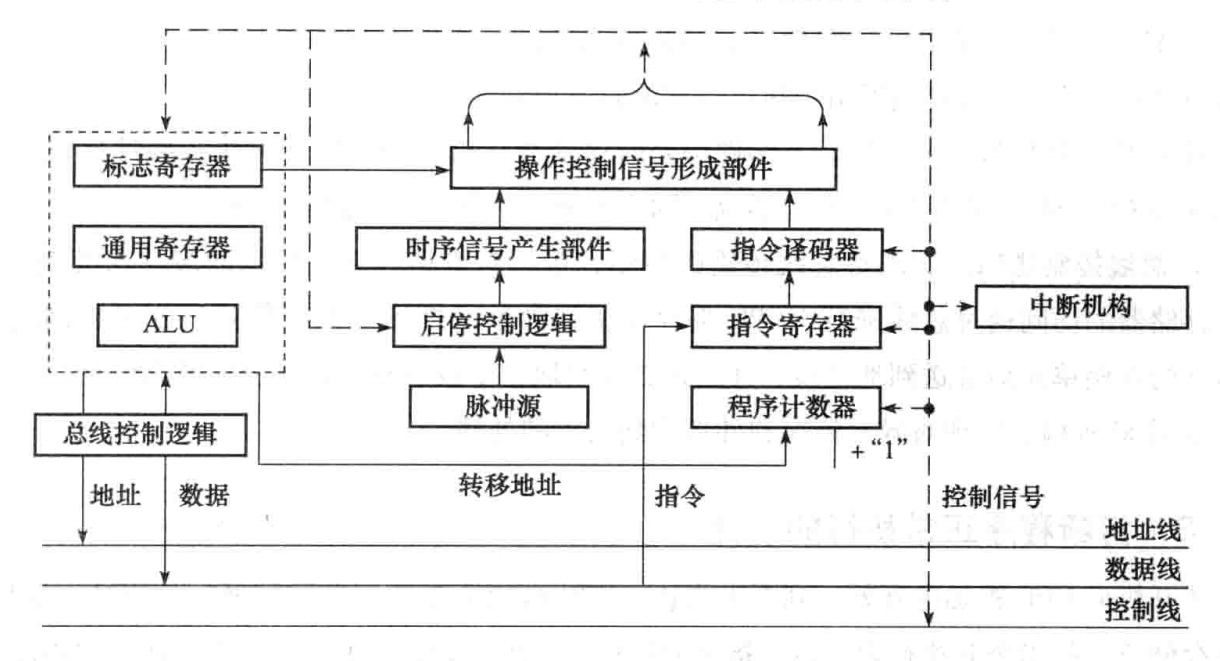 标志寄存器
操作控制信号形成部件
通用寄存器
时序信号产生部件
指令译码器
ALU
启停控制逻辑
指令寄存器
中断机构
脉冲源
程序计数器
总线控制逻辑
+“1”
地址
数据
转移地址
指令
控制信号
地址线
数据线
控制线